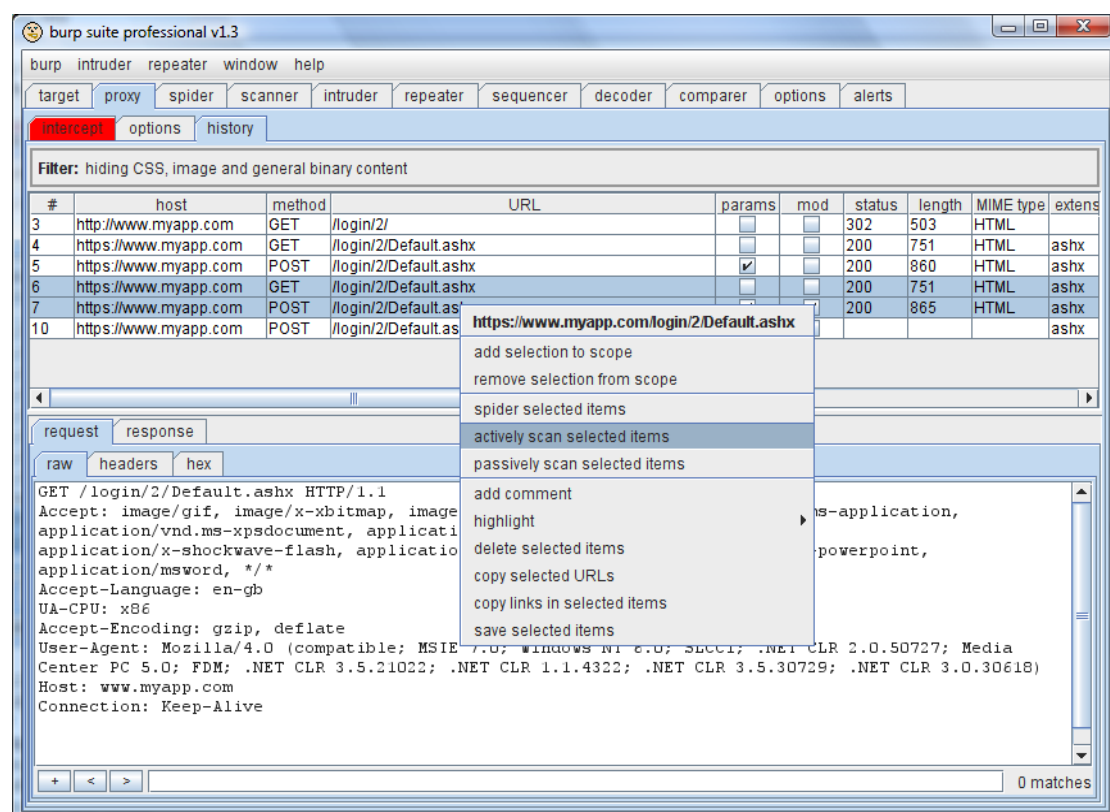 burp suite professional v1.3
burp intruder repeater window help
target proxy spider scanner intruder repeater sequencer decoder comparer options alerts
intercept options history
Filter: hiding CSS, image and general binary content
# host method URL params mod status length MIME type extens
3 http://www.myapp.com GET /login/2/ 302 503 HTML
4 https://www.myapp.com GET /login/2/Default.ashx 200 751 HTML ashx
5 https://www.myapp.com POST /login/2/Default.ashx 200 860 HTML ashx
6 https://www.myapp.com GET /login/2/Default.ashx 200 751 HTML ashx
7 https://www.myapp.com POST /login/2/Default.as 200 865 HTML ashx
10 https://www.myapp.com POST /login/2/Default.as ashx
https://www.myapp.com/login/2/Default.ashx
add selection to scope
remove selection from scope
spider selected items
actively scan selected items
passively scan selected items
add comment
highlight
delete selected items
copy selected URLs
copy links in selected items
save selected items
request response
raw headers hex
GET /login/2/Default.ashx HTTP/1.1
Accept: image/gif, image/x-xbitmap, image ms-application,
application/vnd.ms-xpsdocument, applicati
application/x-shockwave-flash, applicatio -powerpoint,
application/msword, */*
Accept-Language: en-gb
UA-CPU: x86
Accept-Encoding: gzip, deflate
User-Agent: Mozilla/4.0 (compatible; MSIE 7.0; Windows NT 6.0; SLCC1; .NET CLR 2.0.50727; Media
Center PC 5.0; FDM; .NET CLR 3.5.21022; .NET CLR 1.1.4322; .NET CLR 3.5.30729; .NET CLR 3.0.30618)
Host: www.myapp.com
Connection: Keep-Alive
+ < > 0 matches